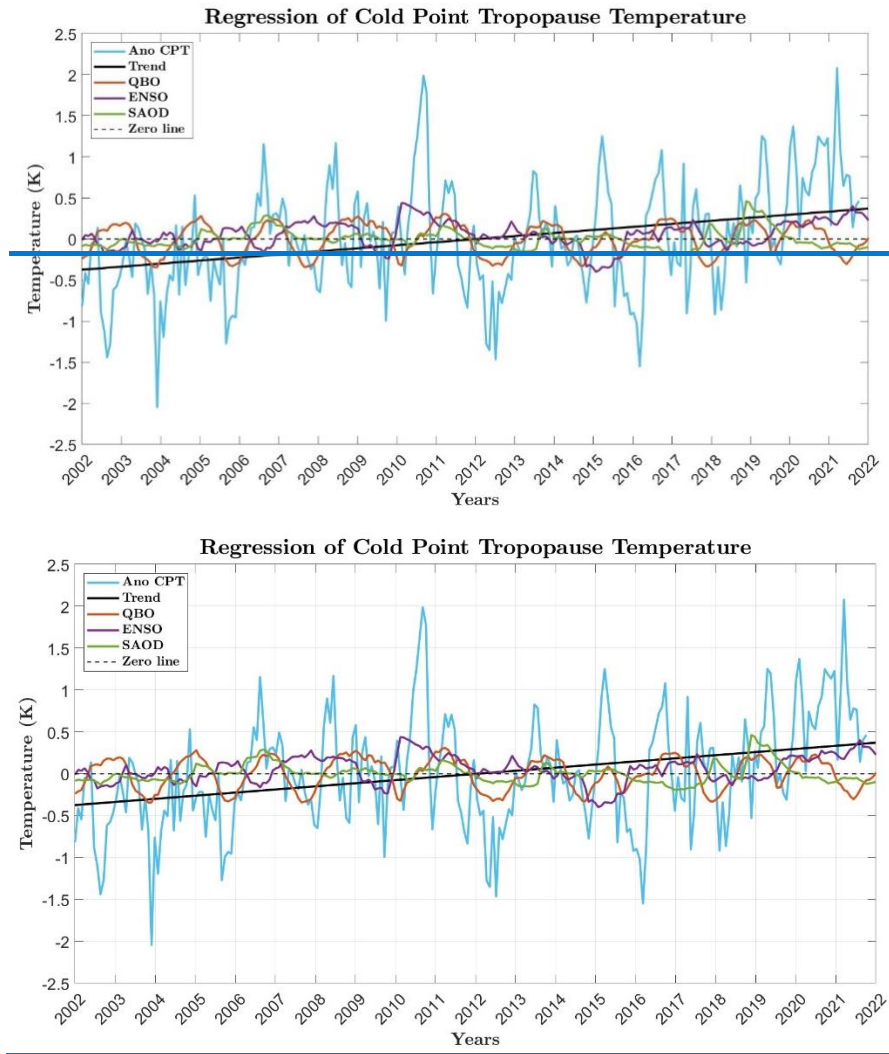 Regression of Cold Point Tropopause Temperature
2.5
Ano CPT
Trend
QBO
ENSO
SAOD
Zero line
2
1.5
1
0.5
0
-0.5
-1
-1.5
-2
-2.5
Temperature (K)
2002 2003 2004 2005 2006 2007 2008 2009 2010 2011 2012 2013 2014 2015 2016 2017 2018 2019 2020 2021 2022
Years
Regression of Cold Point Tropopause Temperature
2.5
Ano CPT
Trend
QBO
ENSO
SAOD
Zero line
2
1.5
1
0.5
0
-0.5
-1
-1.5
-2
-2.5
Temperature (K)
2002 2003 2004 2005 2006 2007 2008 2009 2010 2011 2012 2013 2014 2015 2016 2017 2018 2019 2020 2021 2022
Years